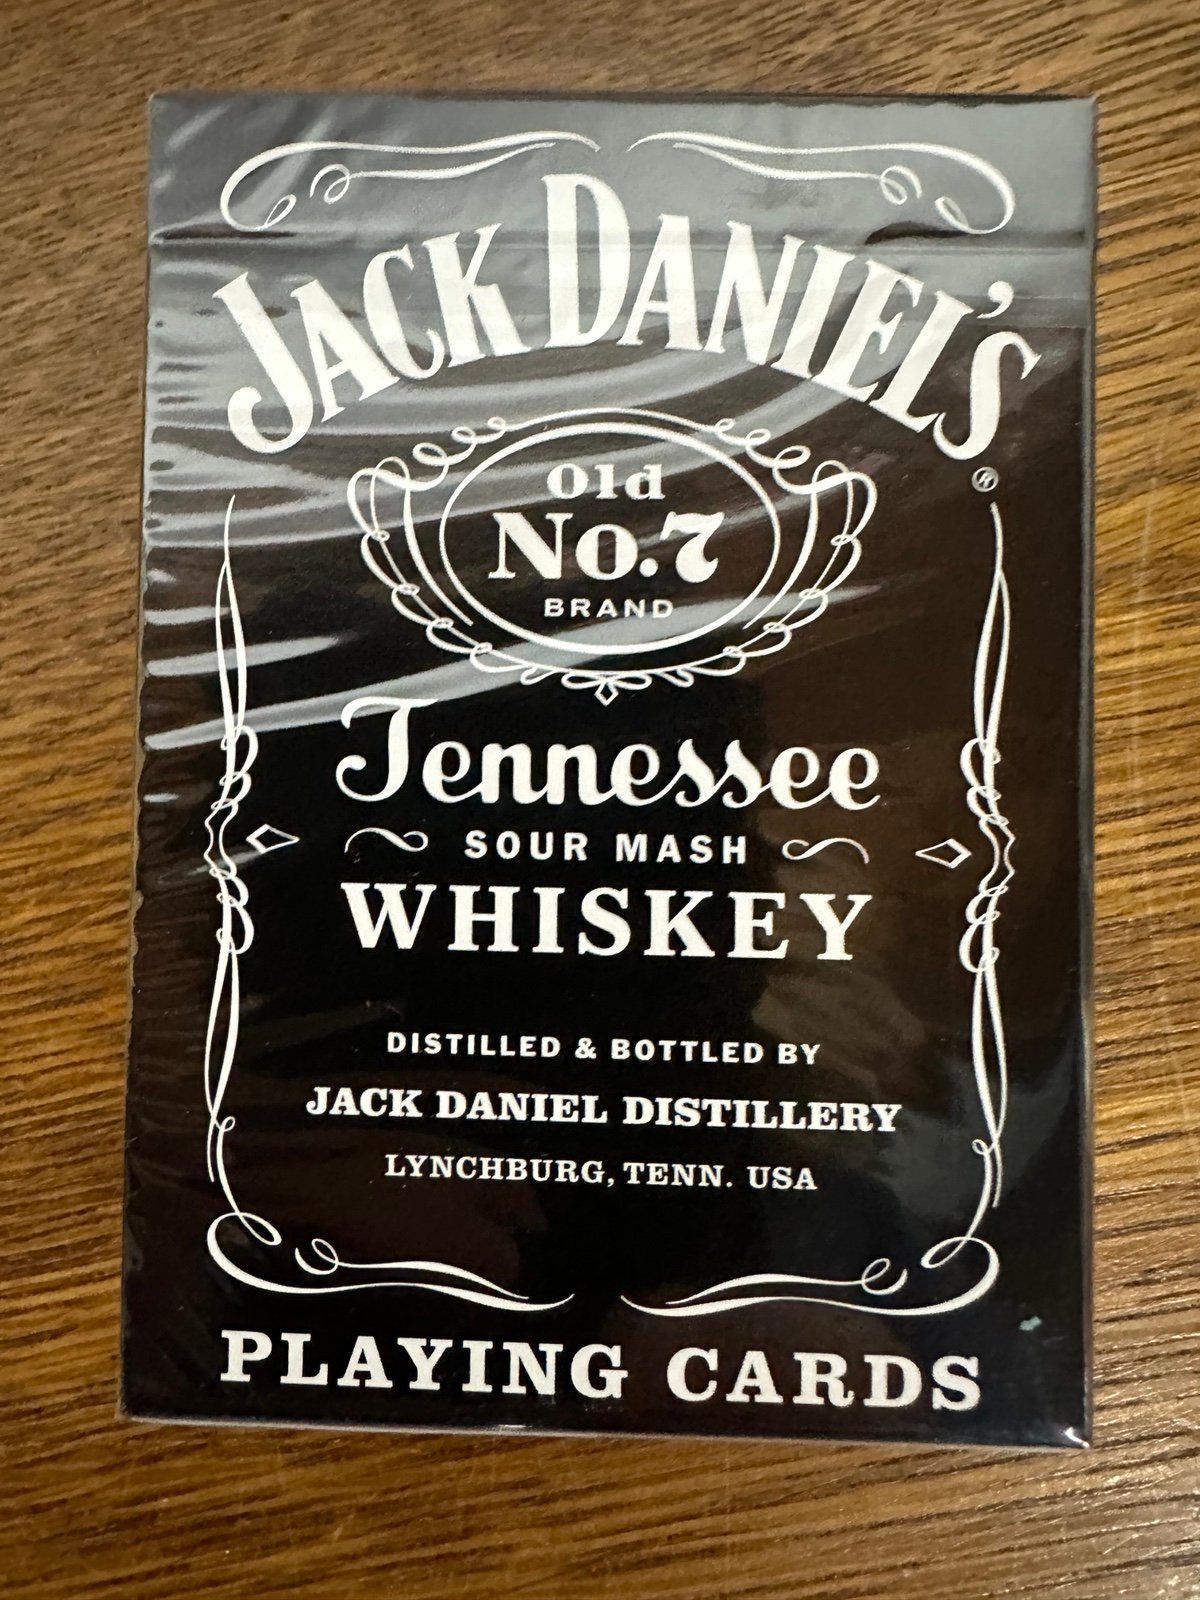 JACK DANIEL'S
®
Old
No.7
BRAND
Tennessee
SOUR MASH
WHISKEY
DISTILLED & BOTTLED BY
JACK DANIEL DISTILLERY
LYNCHBURG, TENN. USA
PLAYING CARDS